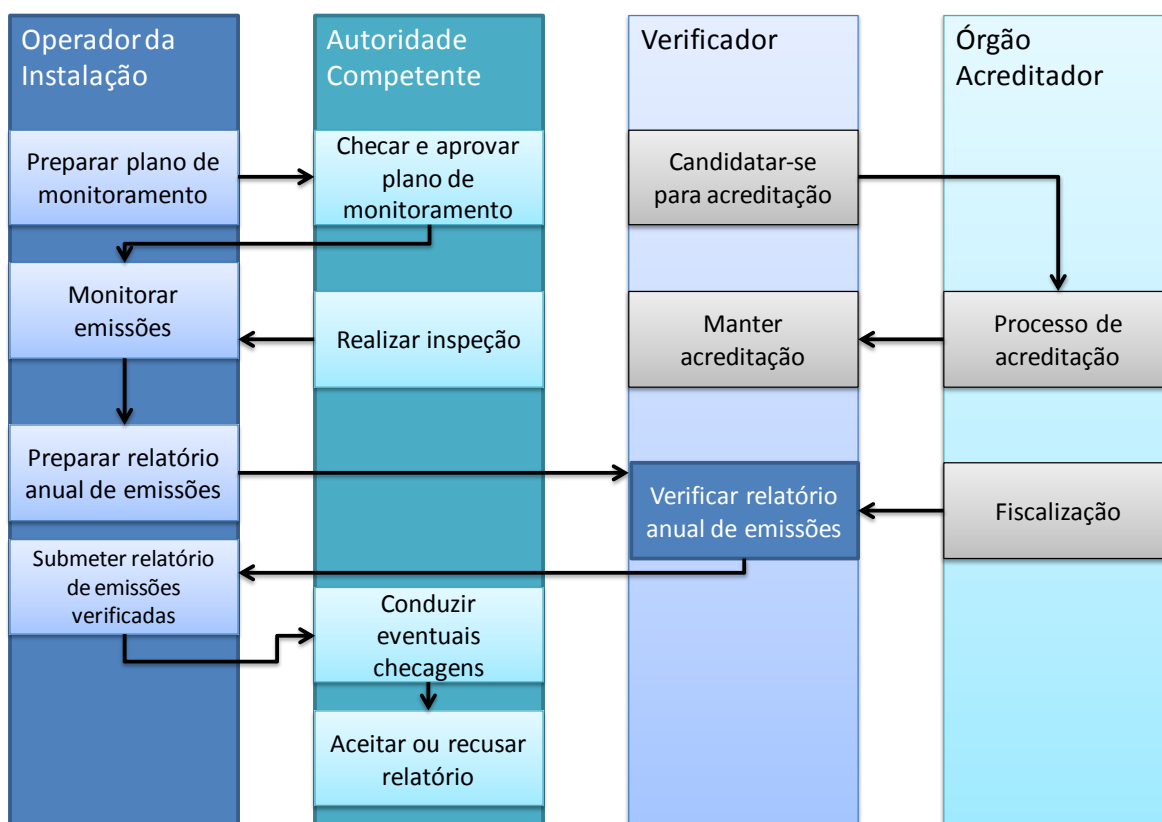 Operador da
Instalação
Autoridade
Competente
Verificador
Órgão
Acreditador
Preparar plano de
monitoramento
Checar e aprovar
plano de
monitoramento
Candidatar-se
para acreditação
Monitorar
emissões
Realizar inspeção
Manter
acreditação
Processo de
acreditação
Preparar relatório
anual de emissões
Verificar relatório
anual de emissões
Fiscalização
Submeter relatório
de emissões
verificadas
Conduzir
eventuais
checagens
Aceitar ou recusar
relatório